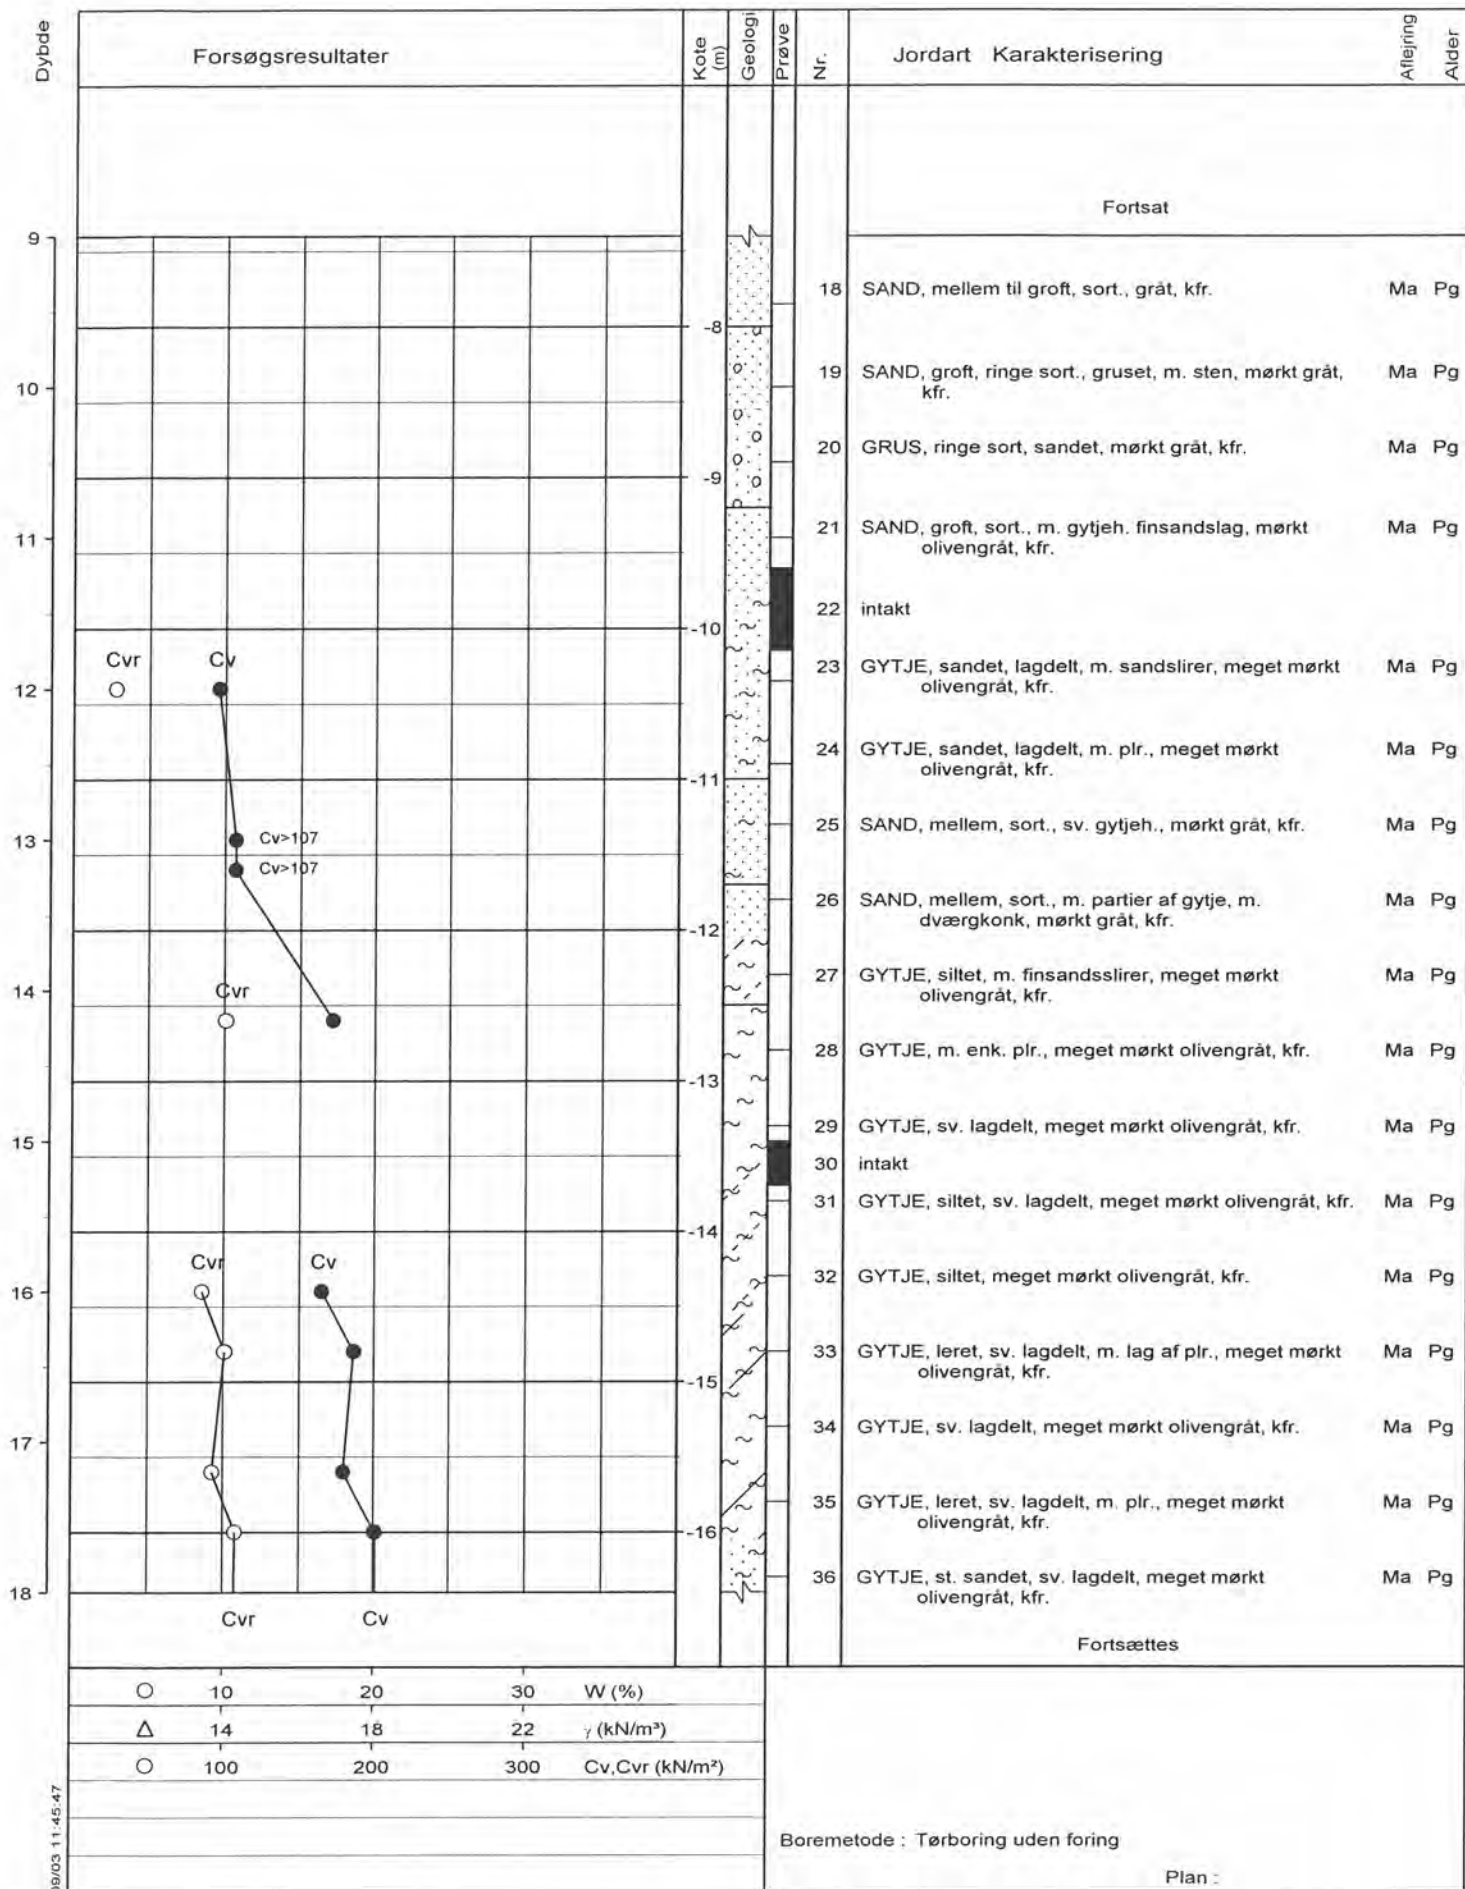 Dybde
Forsøgsresultater
Kote (m)
Geologi
Prøve
Nr.
Jordart Karakterisering
Aflejring
Alder
Fortsat
9
18 SAND, mellem til groft, sort., gråt, kfr. Ma Pg
-8
19 SAND, groft, ringe sort., gruset, m. sten, mørkt gråt, Ma Pg
kfr.
10
20 GRUS, ringe sort, sandet, mørkt gråt, kfr. Ma Pg
-9
21 SAND, groft, sort., m. gytjeh. finsandslag, mørkt Ma Pg
olivengråt, kfr.
11
22 intakt
-10
Cvr Cv
23 GYTJE, sandet, lagdelt, m. sandslirer, meget mørkt Ma Pg
olivengråt, kfr.
12
24 GYTJE, sandet, lagdelt, m. plr., meget mørkt Ma Pg
olivengråt, kfr.
-11
25 SAND, mellem, sort., sv. gytjeh., mørkt gråt, kfr. Ma Pg
13
Cv>107
Cv>107
26 SAND, mellem, sort., m. partier af gytje, m. Ma Pg
dværgkonk, mørkt gråt, kfr.
-12
27 GYTJE, siltet, m. finsandsslirer, meget mørkt Ma Pg
olivengråt, kfr.
14
Cvr
28 GYTJE, m. enk. plr., meget mørkt olivengråt, kfr. Ma Pg
-13
29 GYTJE, sv. lagdelt, meget mørkt olivengråt, kfr. Ma Pg
15
30 intakt
31 GYTJE, siltet, sv. lagdelt, meget mørkt olivengråt, kfr. Ma Pg
-14
Cvr Cv
32 GYTJE, siltet, meget mørkt olivengråt, kfr. Ma Pg
16
33 GYTJE, leret, sv. lagdelt, m. lag af plr., meget mørkt Ma Pg
olivengråt, kfr.
-15
34 GYTJE, sv. lagdelt, meget mørkt olivengråt, kfr. Ma Pg
17
35 GYTJE, leret, sv. lagdelt, m. plr., meget mørkt Ma Pg
olivengråt, kfr.
-16
36 GYTJE, st. sandet, sv. lagdelt, meget mørkt Ma Pg
olivengråt, kfr.
18
Cvr Cv
Fortsættes
10 20 30 W (%)
14 18 22 γ (kN/m³)
100 200 300 Cv,Cvr (kN/m²)
09/03 11:45:47
Boremetode : Tørboring uden foring
Plan :